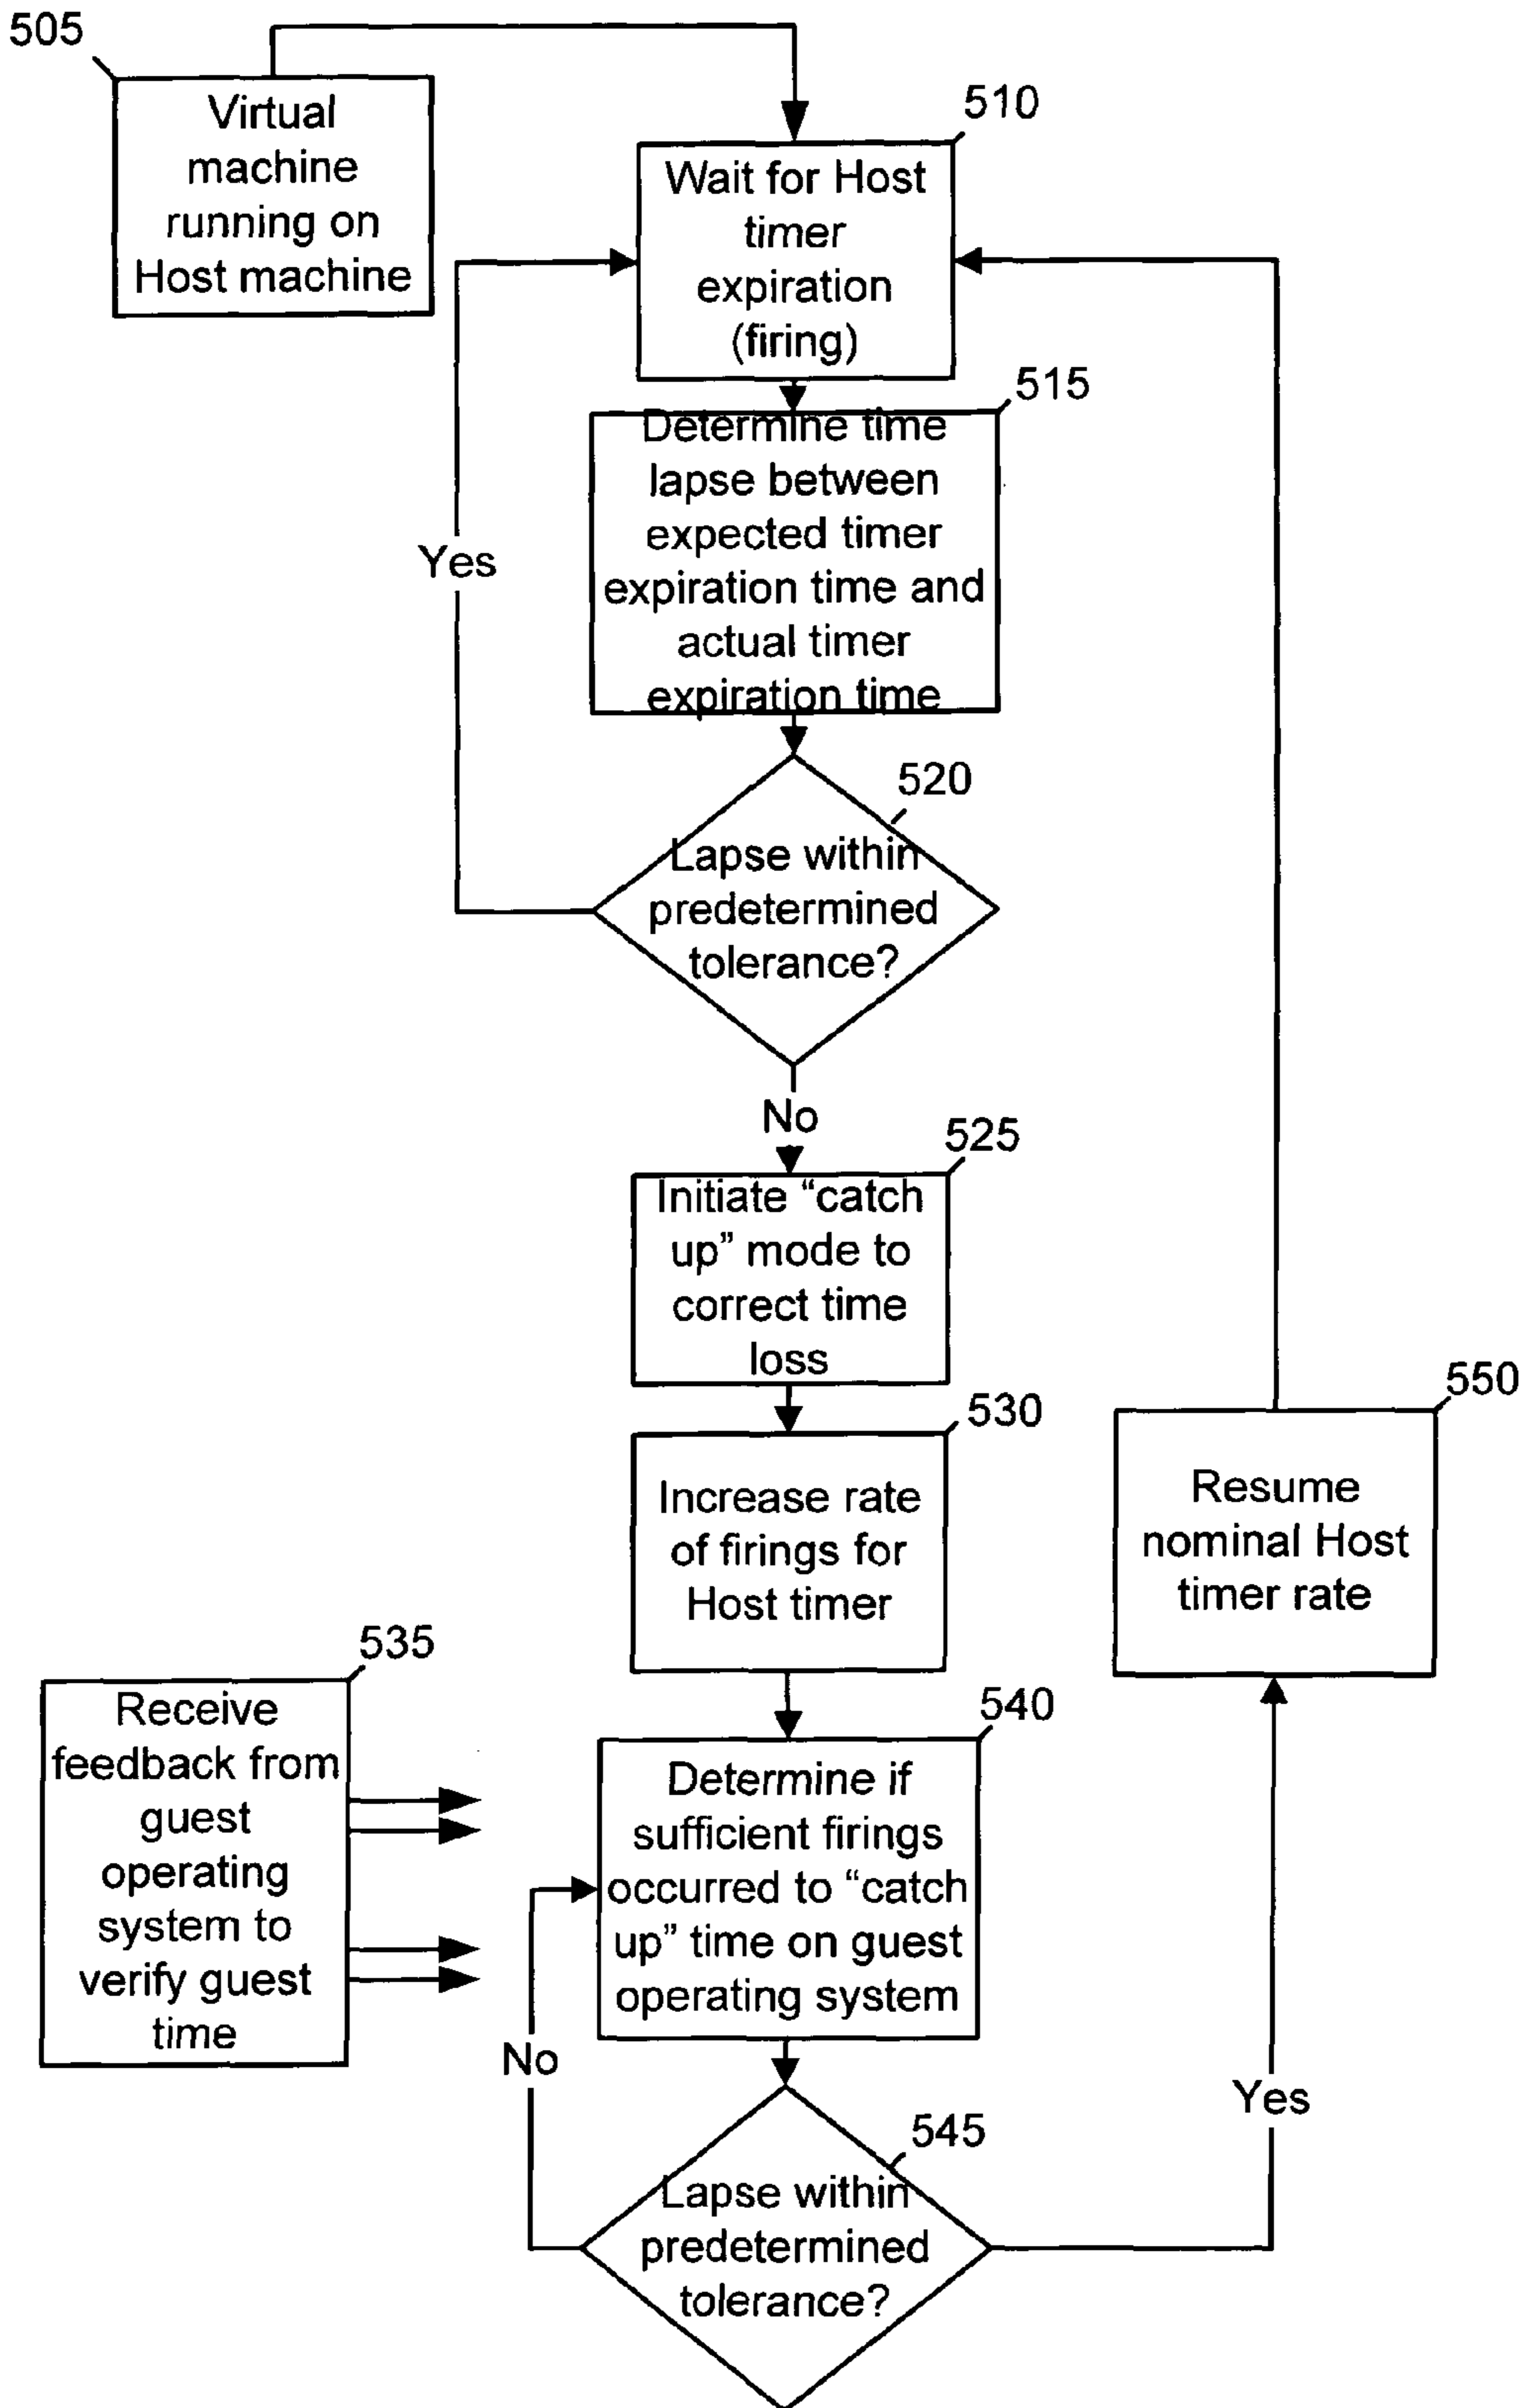 505
Virtual
machine
running on
Host machine
510
Wait for Host
timer
expiration
(firing)
515
Determine time
lapse between
expected timer
expiration time and
actual timer
expiration time
Yes
520
Lapse within
predetermined
tolerance?
No
525
Initiate “catch
up” mode to
correct time
loss
530
Increase rate
of firings for
Host timer
550
Resume
nominal Host
timer rate
535
Receive
feedback from
guest
operating
system to
verify guest
time
540
Determine if
sufficient firings
occurred to “catch
up” time on guest
operating system
No
Yes
545
Lapse within
predetermined
tolerance?